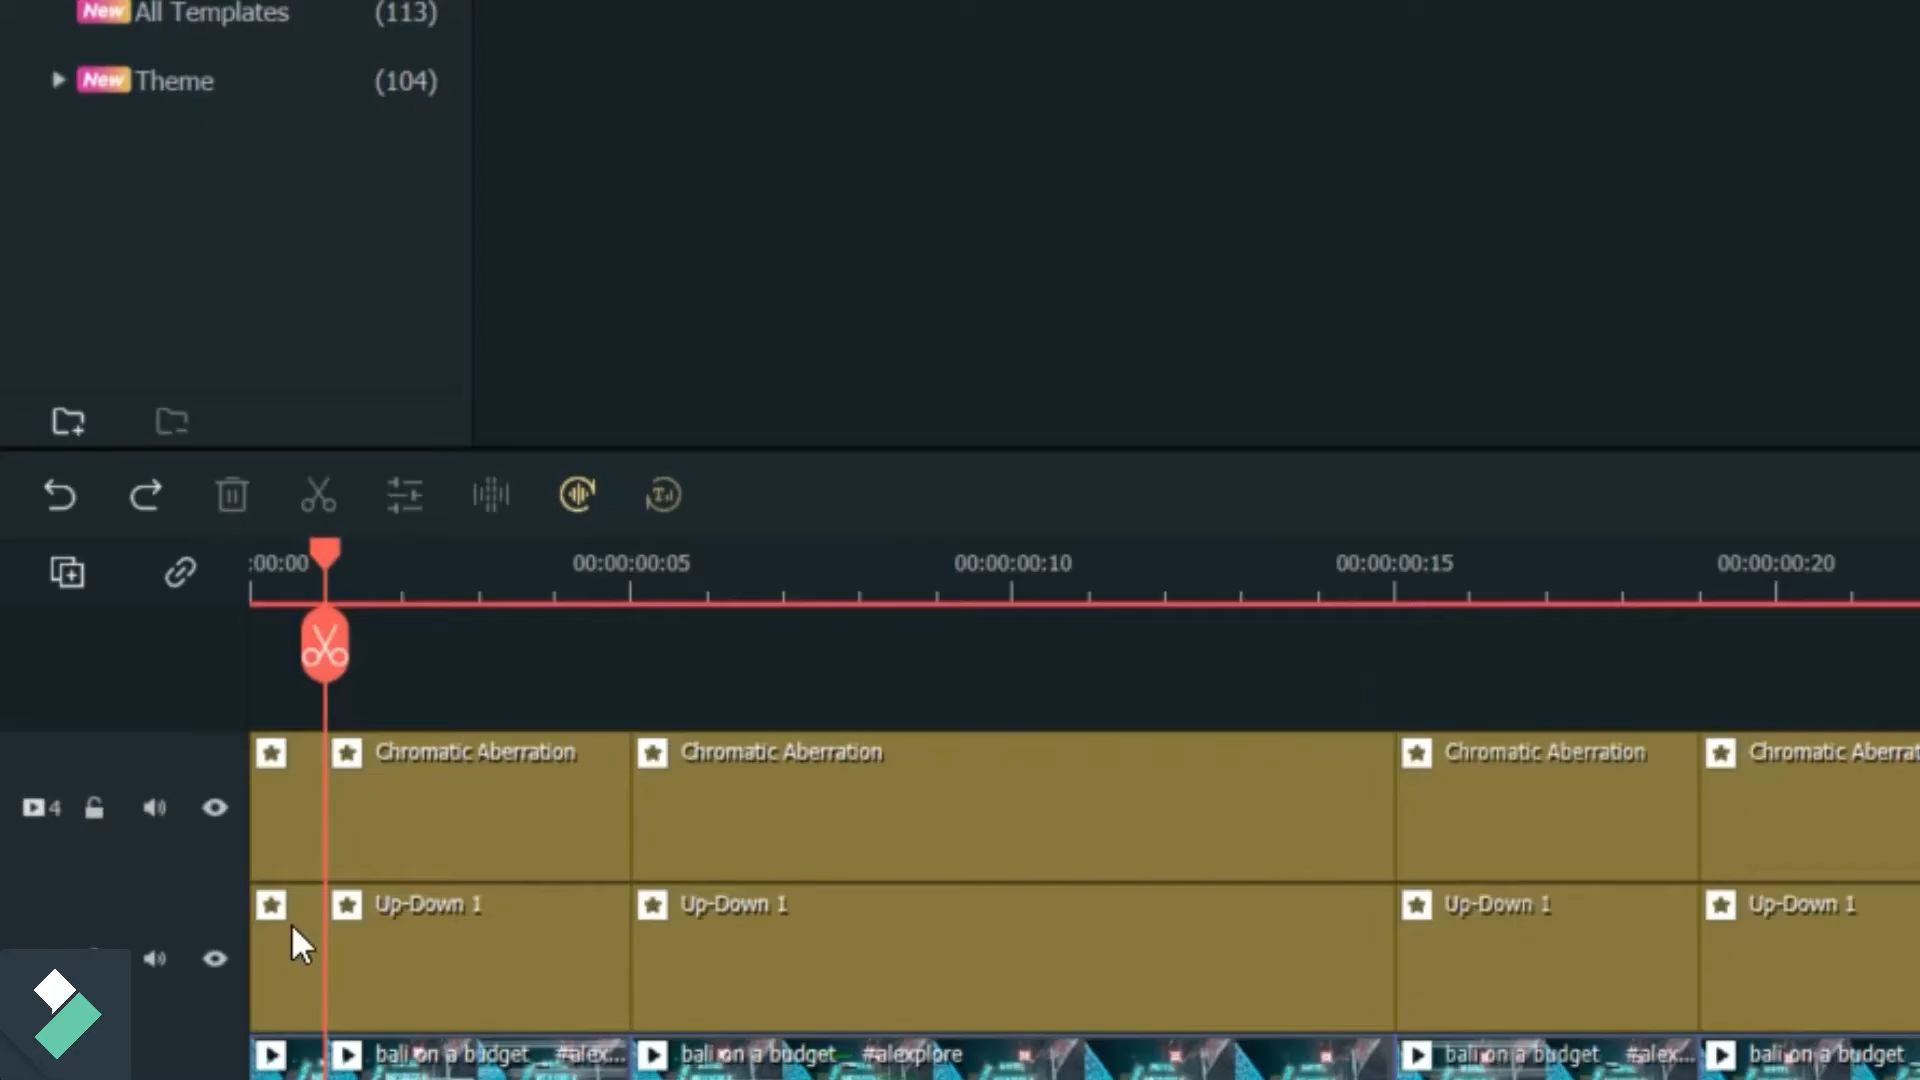 New All Templates (113)
New Theme (104)
:00:00 00:00:00:05 00:00:00:10 00:00:00:15 00:00:00:20
Chromatic Aberration Chromatic Aberration Chromatic Aberration Chromatic Aberrat
4
Up-Down 1 Up-Down 1 Up-Down 1 Up-Down 1
bali on a budget _ #alex... bali on a budget _ #alexplore bali on a budget _ #alex... bali on a budget _